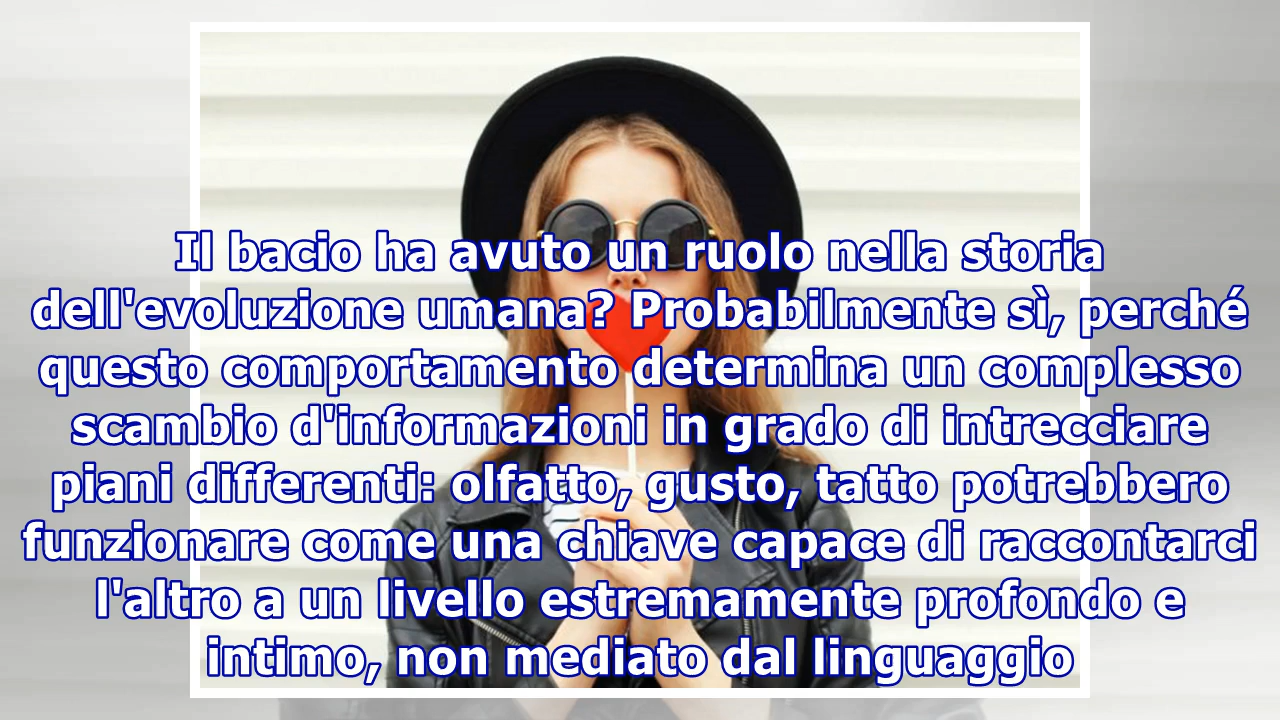 Il bacio ha avuto un ruolo nella storia
dell'evoluzione umana? Probabilmente sì, perché
questo comportamento determina un complesso
scambio d'informazioni in grado di intrecciare
piani differenti: olfatto, gusto, tatto potrebbero
funzionare come una chiave capace di raccontarci
l'altro a un livello estremamente profondo e
intimo, non mediato dal linguaggio